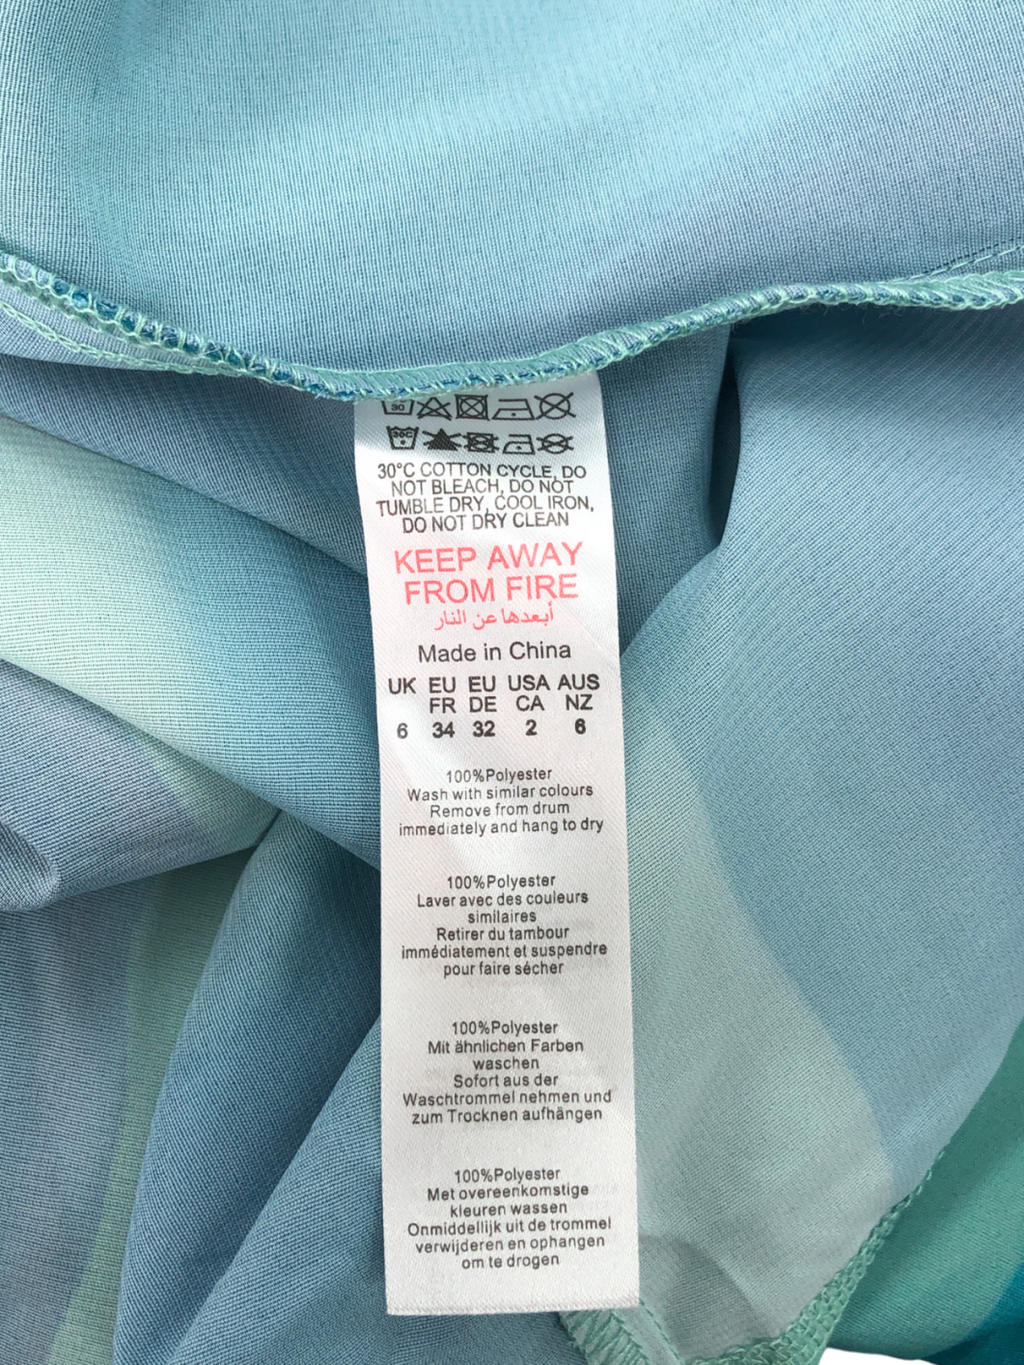 30
30°C
30°C COTTON CYCLE, DO
NOT BLEACH, DO NOT
TUMBLE DRY, COOL IRON,
DO NOT DRY CLEAN
KEEP AWAY
FROM FIRE
أبعدها عن النار
Made in China
UK EU EU USA AUS
FR DE CA NZ
6 34 32 2 6
100%Polyester
Wash with similar colours
Remove from drum
immediately and hang to dry
100%Polyester
Laver avec des couleurs
similaires
Retirer du tambour
immédiatement et suspendre
pour faire sécher
100%Polyester
Mit ähnlichen Farben
waschen
Sofort aus der
Waschtrommel nehmen und
zum Trocknen aufhängen
100%Polyester
Met overeenkomstige
kleuren wassen
Onmiddellijk uit de trommel
verwijderen en ophangen
om te drogen